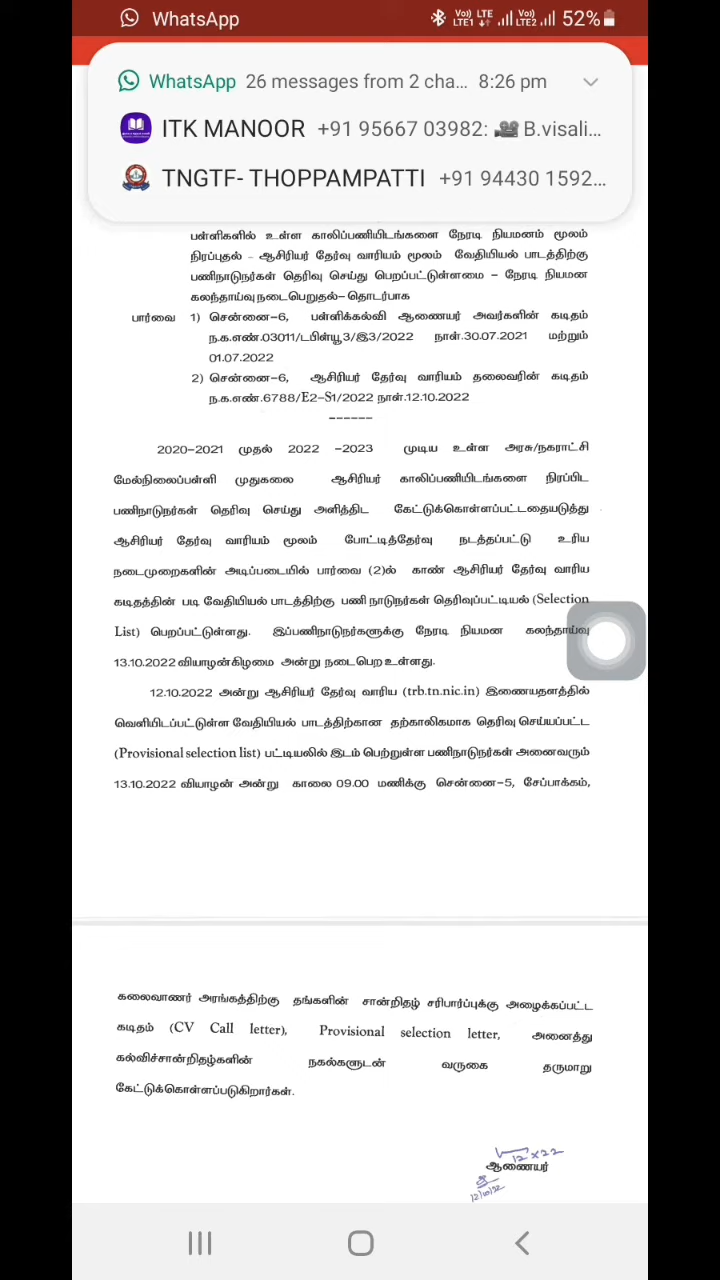 WhatsApp Vo)) LTE Vo)) 52%
LTE1 LTE2
WhatsApp 26 messages from 2 cha... 8:26 pm
ITK MANOOR +91 95667 03982: B.visali...
TNGTF- THOPPAMPATTI +91 94430 1592...
பள்ளிகளில் உள்ள காலிப்பணியிடங்களை நேரடி நியமனம் மூலம்
நிரப்புதல் – ஆசிரியர் தேர்வு வாரியம் மூலம் வேதியியல் பாடத்திற்கு
பணிநாடுநர்கள் தெரிவு செய்து பெறப்பட்டுள்ளமை – நேரடி நியமன
கலந்தாய்வு நடைபெறுதல்– தொடர்பாக
பார்வை 1) சென்னை–6, பள்ளிக்கல்வி ஆணையர் அவர்களின் கடிதம்
ந.க.எண்.03011/டபிள்யூ3/இ3/2022 நாள்.30.07.2021 மற்றும்
01.07.2022
2) சென்னை–6, ஆசிரியர் தேர்வு வாரியம் தலைவரின் கடிதம்
ந.க.எண்.6788/E2-S1/2022 நாள்.12.10.2022
------
2020–2021 முதல் 2022 –2023 முடிய உள்ள அரசு/நகராட்சி
மேல்நிலைப்பள்ளி முதுகலை ஆசிரியர் காலிப்பணியிடங்களை நிரப்பிட
பணிநாடுநர்கள் தெரிவு செய்து அளித்திட கேட்டுக்கொள்ளப்பட்டதையடுத்து
ஆசிரியர் தேர்வு வாரியம் மூலம் போட்டித்தேர்வு நடத்தப்பட்டு உரிய
நடைமுறைகளின் அடிப்படையில் பார்வை (2)ல் காண் ஆசிரியர் தேர்வு வாரிய
கடிதத்தின் படி வேதியியல் பாடத்திற்கு பணி நாடுநர்கள் தெரிவுப்பட்டியல் (Selection
List) பெறப்பட்டுள்ளது. இப்பணிநாடுநர்களுக்கு நேரடி நியமன கலந்தாய்வு
13.10.2022 வியாழன்கிழமை அன்று நடைபெற உள்ளது.
12.10.2022 அன்று ஆசிரியர் தேர்வு வாரிய (trb.tn.nic.in) இணையதளத்தில்
வெளியிடப்பட்டுள்ள வேதியியல் பாடத்திற்கான தற்காலிகமாக தெரிவு செய்யப்பட்ட
(Provisional selection list) பட்டியலில் இடம் பெற்றுள்ள பணிநாடுநர்கள் அனைவரும்
13.10.2022 வியாழன் அன்று காலை 09.00 மணிக்கு சென்னை–5, சேப்பாக்கம்,
கலைவாணர் அரங்கத்திற்கு தங்களின் சான்றிதழ் சரிபார்ப்புக்கு அழைக்கப்பட்ட
கடிதம் (CV Call letter), Provisional selection letter, அனைத்து
கல்விச்சான்றிதழ்களின் நகல்களுடன் வருகை தருமாறு
கேட்டுக்கொள்ளப்படுகிறார்கள்.
12 x 22
ஆணையர்
12/10/22